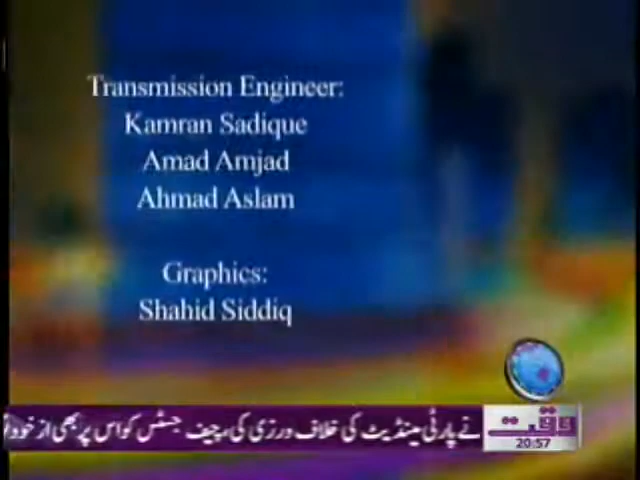 Transmission Engineer:
Kamran Sadique
Amad Amjad
Ahmad Aslam
Graphics:
Shahid Siddiq
نے پارٹی مینڈیٹ کی خلاف ورزی کی، چیف جسٹس کو اس پر بھی از خود
وقت
20:57